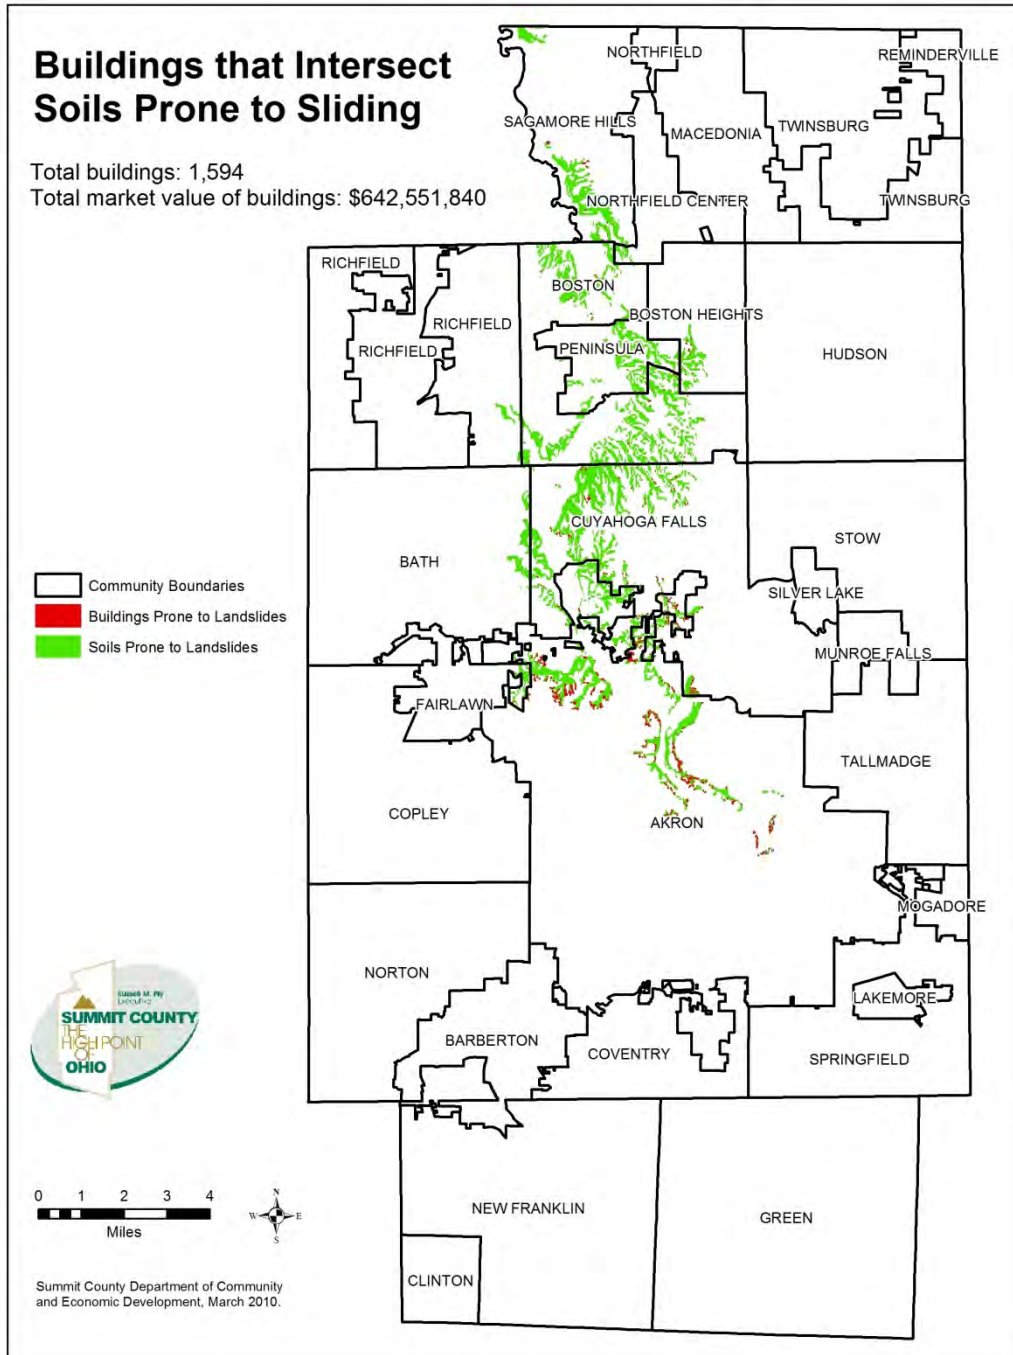 Buildings that Intersect
Soils Prone to Sliding
Total buildings: 1,594
Total market value of buildings: $642,551,840
NORTHFIELD
REMINDERVILLE
SAGAMORE HILLS
MACEDONIA
TWINSBURG
NORTHFIELD CENTER
TWINSBURG
RICHFIELD
BOSTON
RICHFIELD
BOSTON HEIGHTS
RICHFIELD
PENINSULA
HUDSON
CUYAHOGA FALLS
STOW
BATH
SILVER LAKE
MUNROE FALLS
Community Boundaries
Buildings Prone to Landslides
Soils Prone to Landslides
FAIRLAWN
TALLMADGE
COPLEY
AKRON
MOGADORE
NORTON
LAKEMORE
BARBERTON
COVENTRY
SPRINGFIELD
Russell M. Pry
Executive
SUMMIT COUNTY
THE
HIGH POINT
OF
OHIO
0 1 2 3 4
Miles
N
W E
S
NEW FRANKLIN
GREEN
CLINTON
Summit County Department of Community
and Economic Development, March 2010.